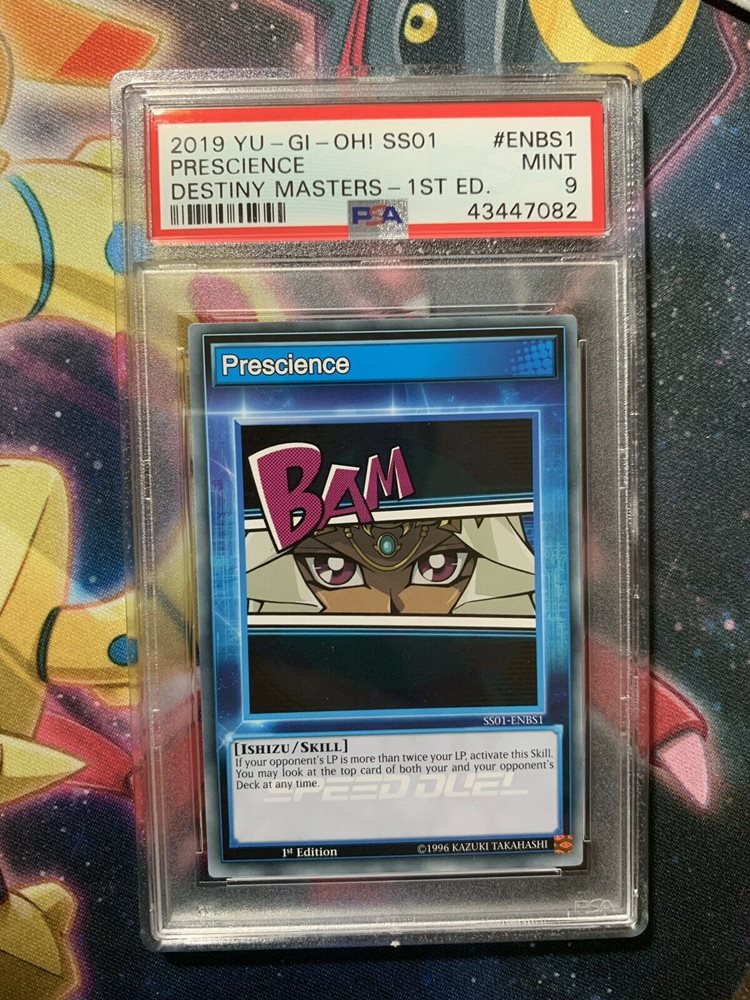 2019 YU-GI-OH! SS01 #ENBS1
PRESCIENCE MINT
DESTINY MASTERS-1ST ED. 9
PSA 43447082
Prescience
BAM
SS01-ENBS1
[ISHIZU/SKILL]
If your opponent's LP is more than twice your LP, activate this Skill.
You may look at the top card of both your and your opponent's
Deck at any time.
SPEED DUEL
1st Edition ©1996 KAZUKI TAKAHASHI
PSA